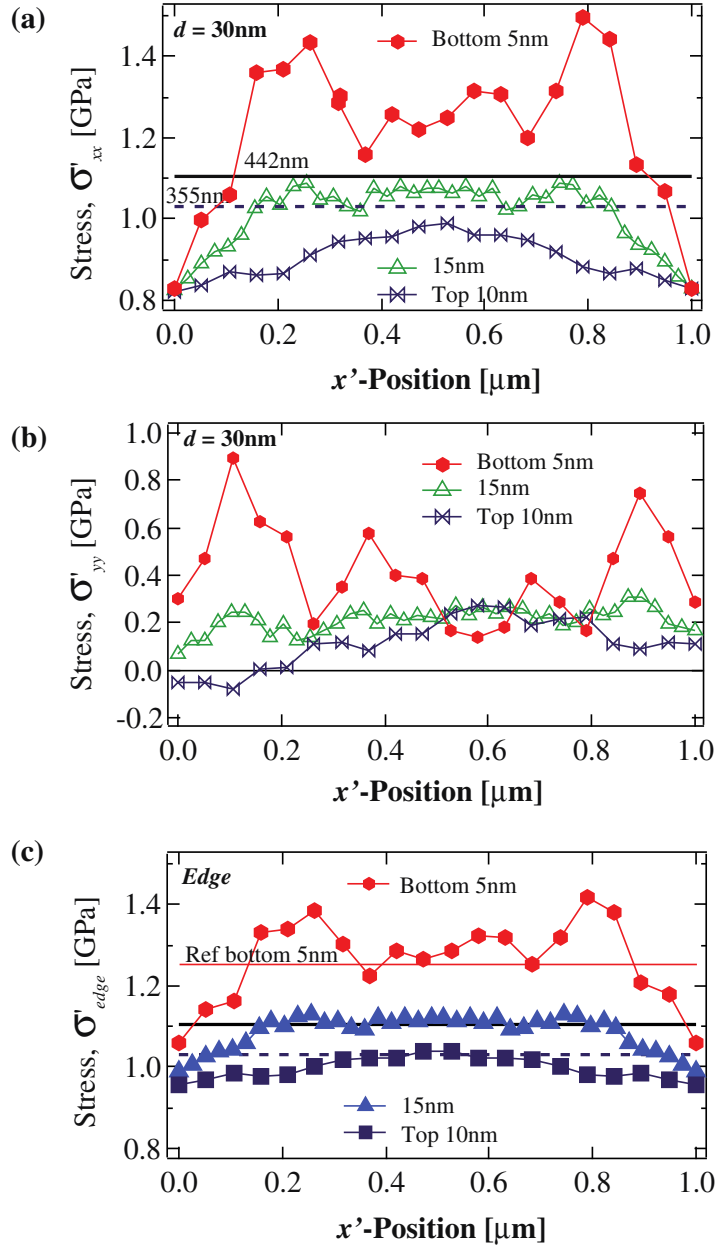 (a)
d = 30nm
Bottom 5nm
442nm
355nm
15nm
Top 10nm
Stress, σ'xx [GPa]
1.4
1.2
1.0
0.8
0.0 0.2 0.4 0.6 0.8 1.0
x'-Position [μm]
(b)
d = 30nm
Bottom 5nm
15nm
Top 10nm
Stress, σ'yy [GPa]
1.0
0.8
0.6
0.4
0.2
0.0
-0.2
0.0 0.2 0.4 0.6 0.8 1.0
x'-Position [μm]
(c)
Edge
Bottom 5nm
Ref bottom 5nm
15nm
Top 10nm
Stress, σ'edge [GPa]
1.4
1.2
1.0
0.8
0.0 0.2 0.4 0.6 0.8 1.0
x'-Position [μm]